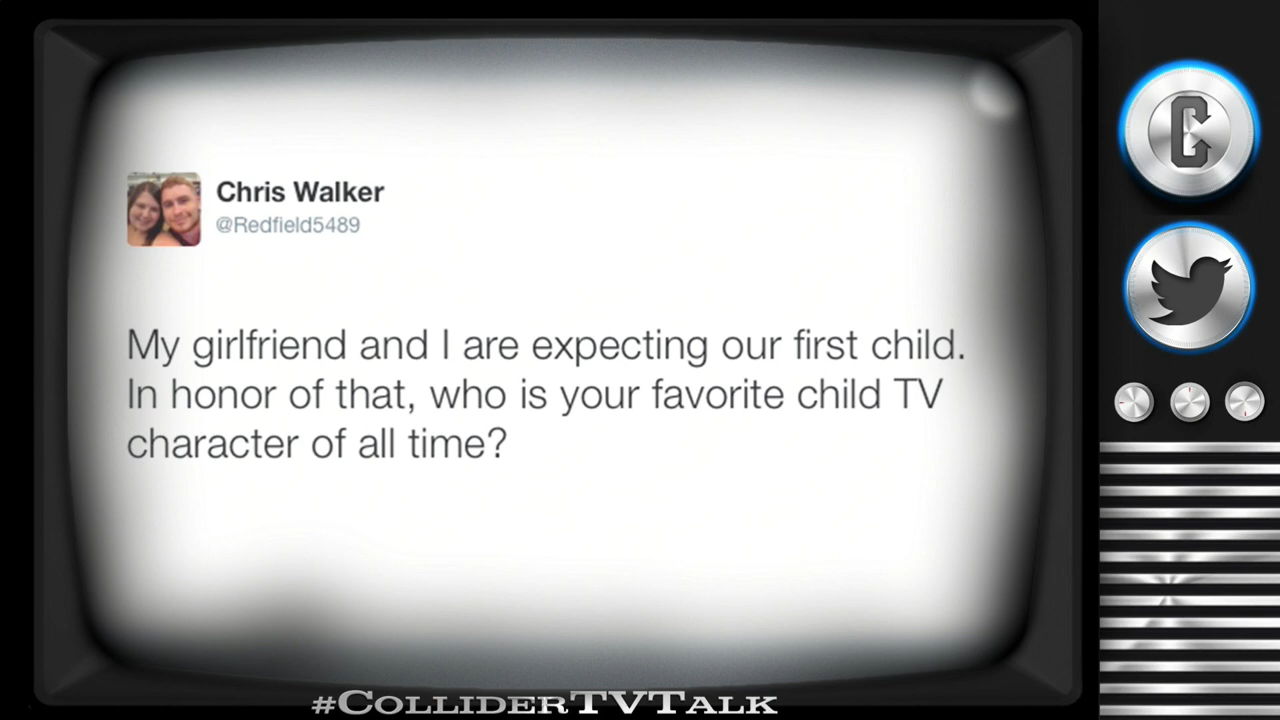 Chris Walker
@Redfield5489
My girlfriend and I are expecting our first child.
In honor of that, who is your favorite child TV
character of all time?
#ColliderTVTalk